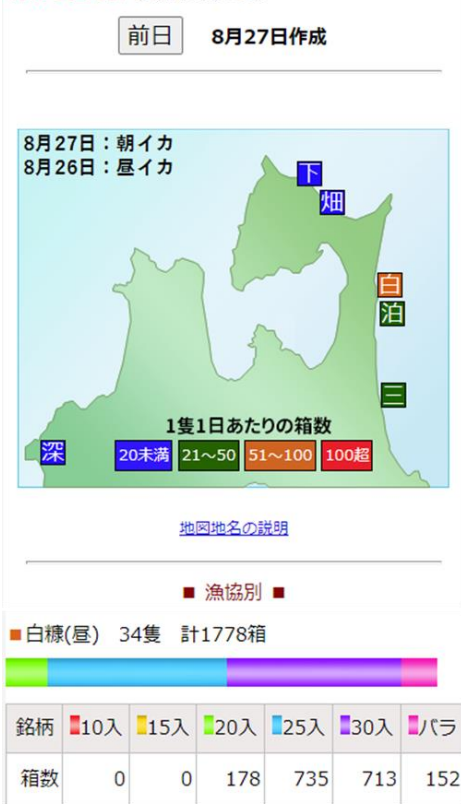 前日 8月27日作成
8月27日：朝イカ
8月26日：昼イカ
下
畑
白
泊
三
1隻1日あたりの箱数
深 20未満 21～50 51～100 100超
地図地名の説明
■ 漁協別 ■
■白糠(昼) 34隻 計1778箱
銘柄 10入 15入 20入 25入 30入 バラ
箱数 0 0 178 735 713 152